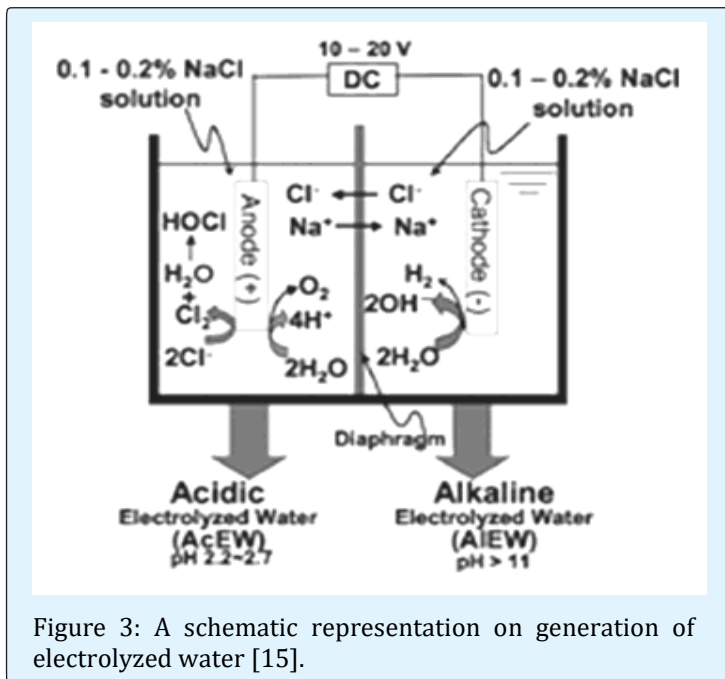 10 – 20 V
DC
0.1 - 0.2% NaCl
solution
0.1 – 0.2% NaCl
solution
Cl⁻ Cl⁻
Na⁺ Na⁺
Anode (+)
Cathode (-)
HOCl
H₂O
+
Cl₂
2Cl⁻
O₂
4H⁺
2H₂O
H₂
2OH⁻
2H₂O
Diaphragm
Acidic
Electrolyzed Water
(AcEW)
pH 2.2~2.7
Alkaline
Electrolyzed Water
(AlEW)
pH > 11
Figure 3: A schematic representation on generation of
electrolyzed water [15].